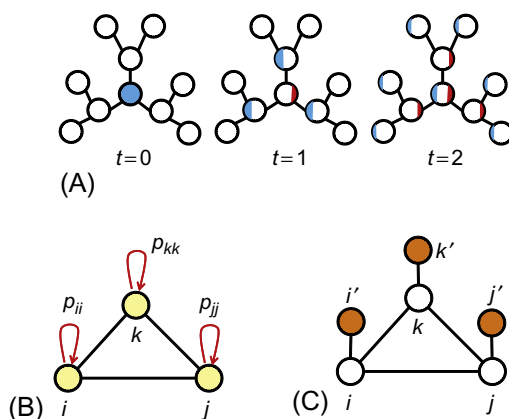 t=0 t=1 t=2
(A)
p_kk
p_ii k p_jj
(B) i j
k'
i' j'
k
(C) i j